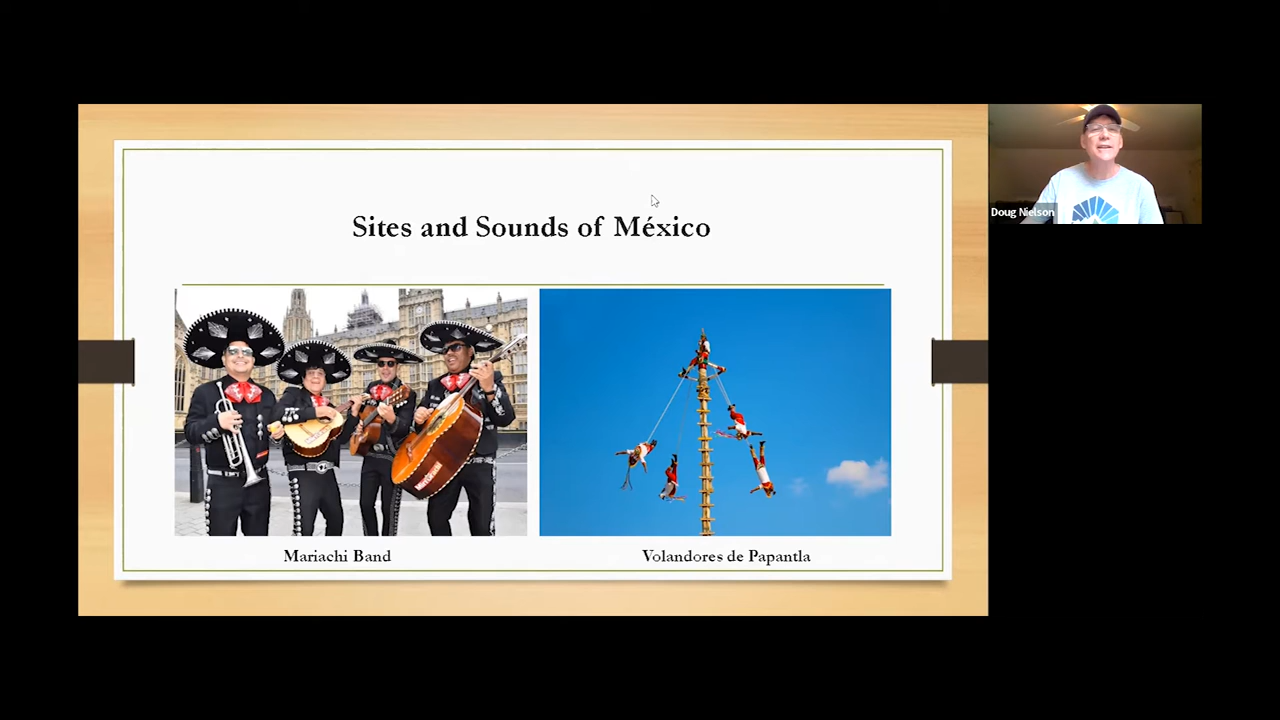 Sites and Sounds of México
Doug Nielson
Mariachi Band
Volandores de Papantla